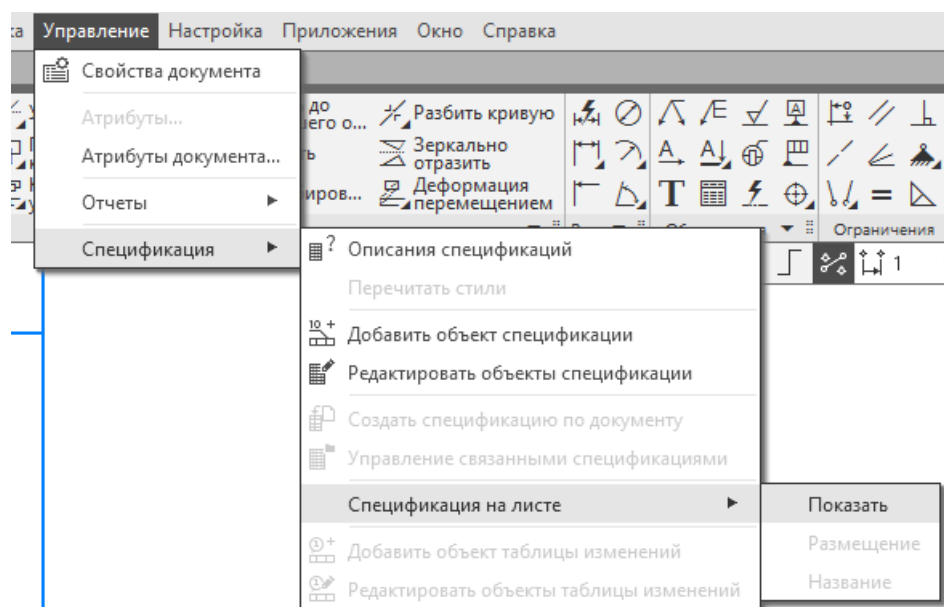 Управление Настройка Приложения Окно Справка
Свойства документа
Атрибуты...
Атрибуты документа...
Отчеты
Спецификация
до
Разбить кривую
Зеркально
отразить
Деформация
перемещением
Ограничения
1
Описания спецификаций
Перечитать стили
Добавить объект спецификации
Редактировать объекты спецификации
Создать спецификацию по документу
Управление связанными спецификациями
Спецификация на листе
Добавить объект таблицы изменений
Редактировать объекты таблицы изменений
Показать
Размещение
Название